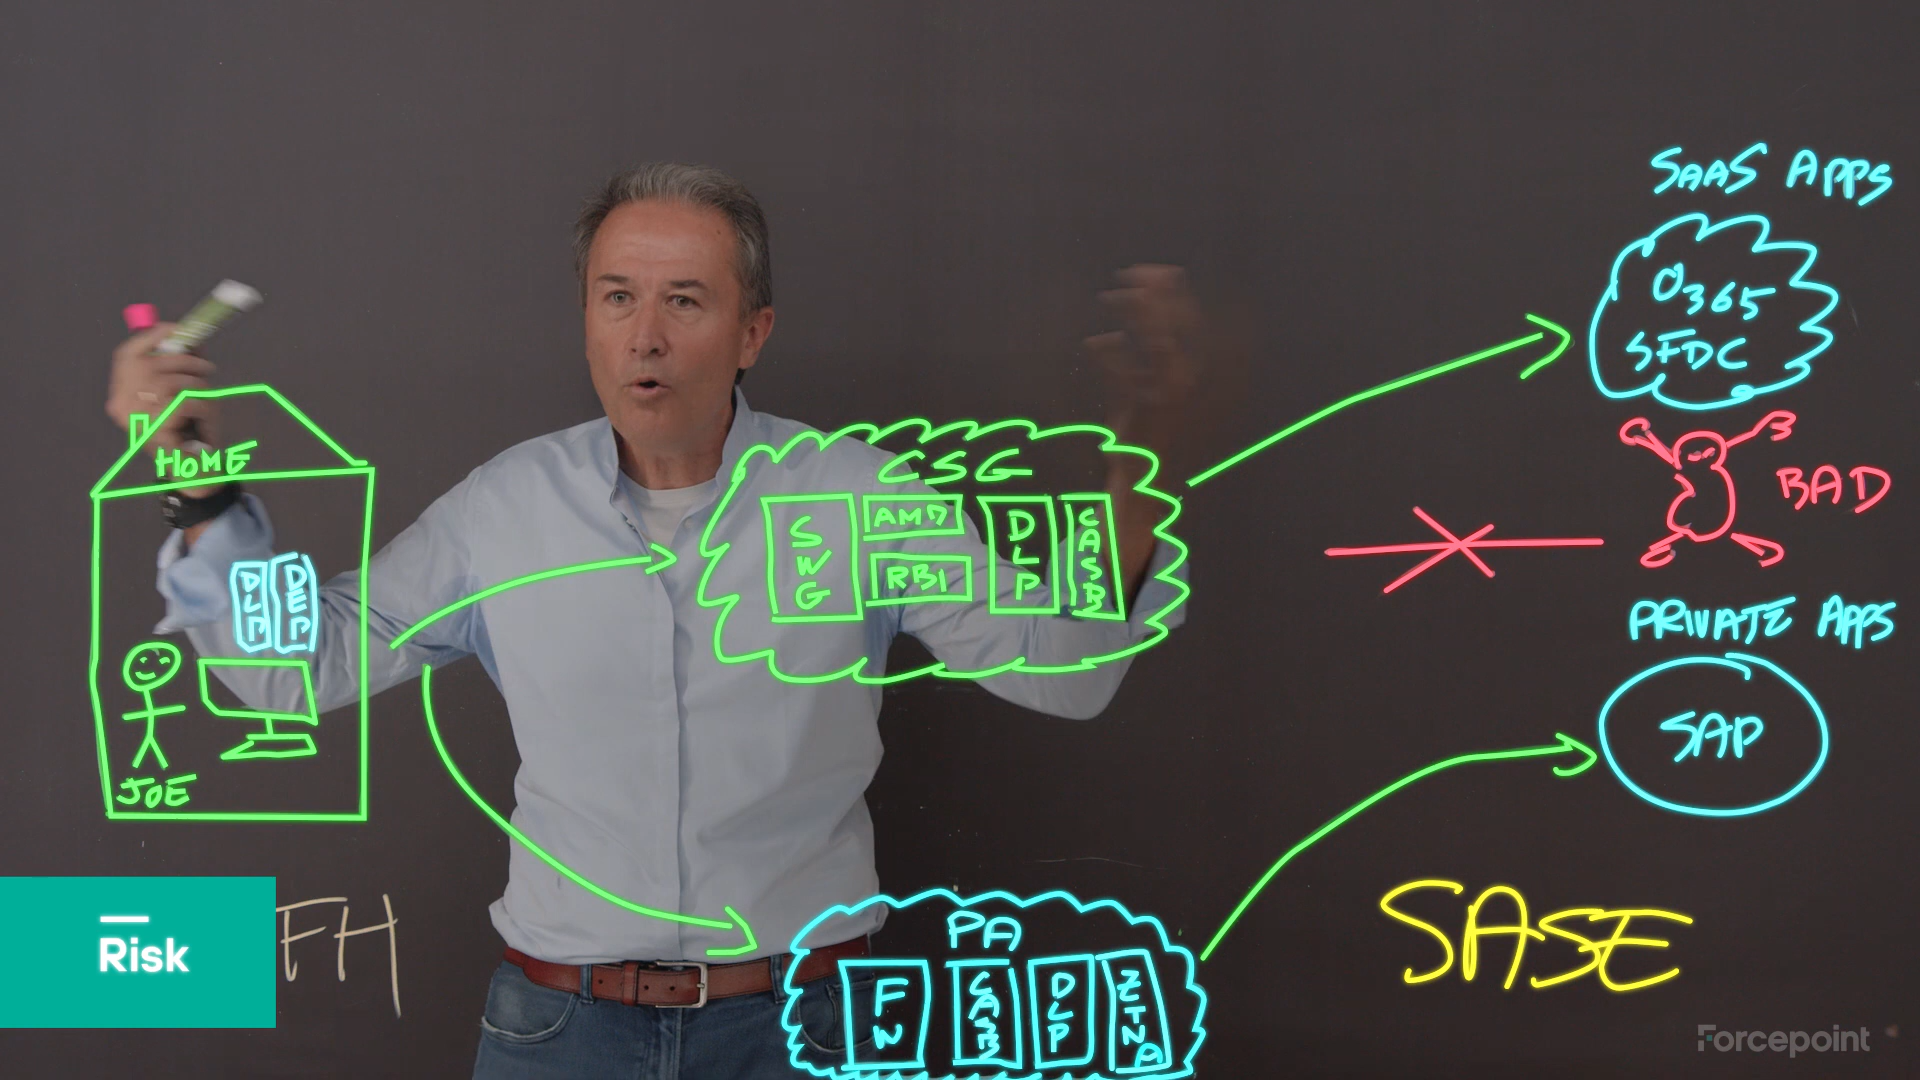 SAAS APPS
O365
SFDC
HOME
CSG
SWG
AMD
RBI
DLP
CASB
BAD
DLP
DEP
PRIVATE APPS
SAP
JOE
Risk
FH
PA
FW
CASB
DLP
ZTNA
SASE
Forcepoint